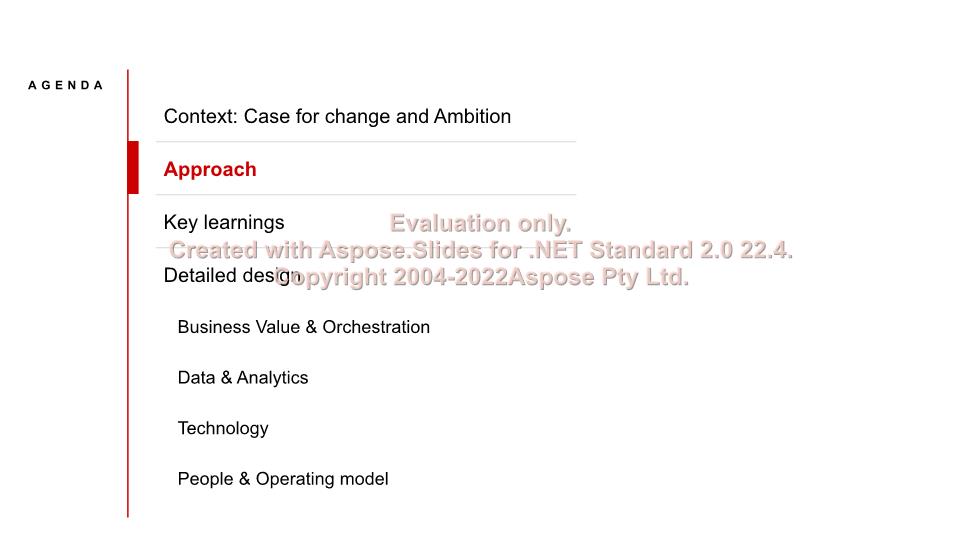 AGENDA
Context: Case for change and Ambition
Approach
Key learnings
Evaluation only.
Created with Aspose.Slides for .NET Standard 2.0 22.4.
Detailed design
Copyright 2004-2022Aspose Pty Ltd.
Business Value & Orchestration
Data & Analytics
Technology
People & Operating model